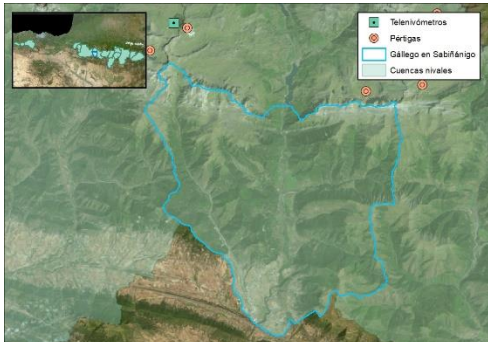 Telenivómetros
Pértigas
Gállego en Sabiñánigo
Cuencas nivales